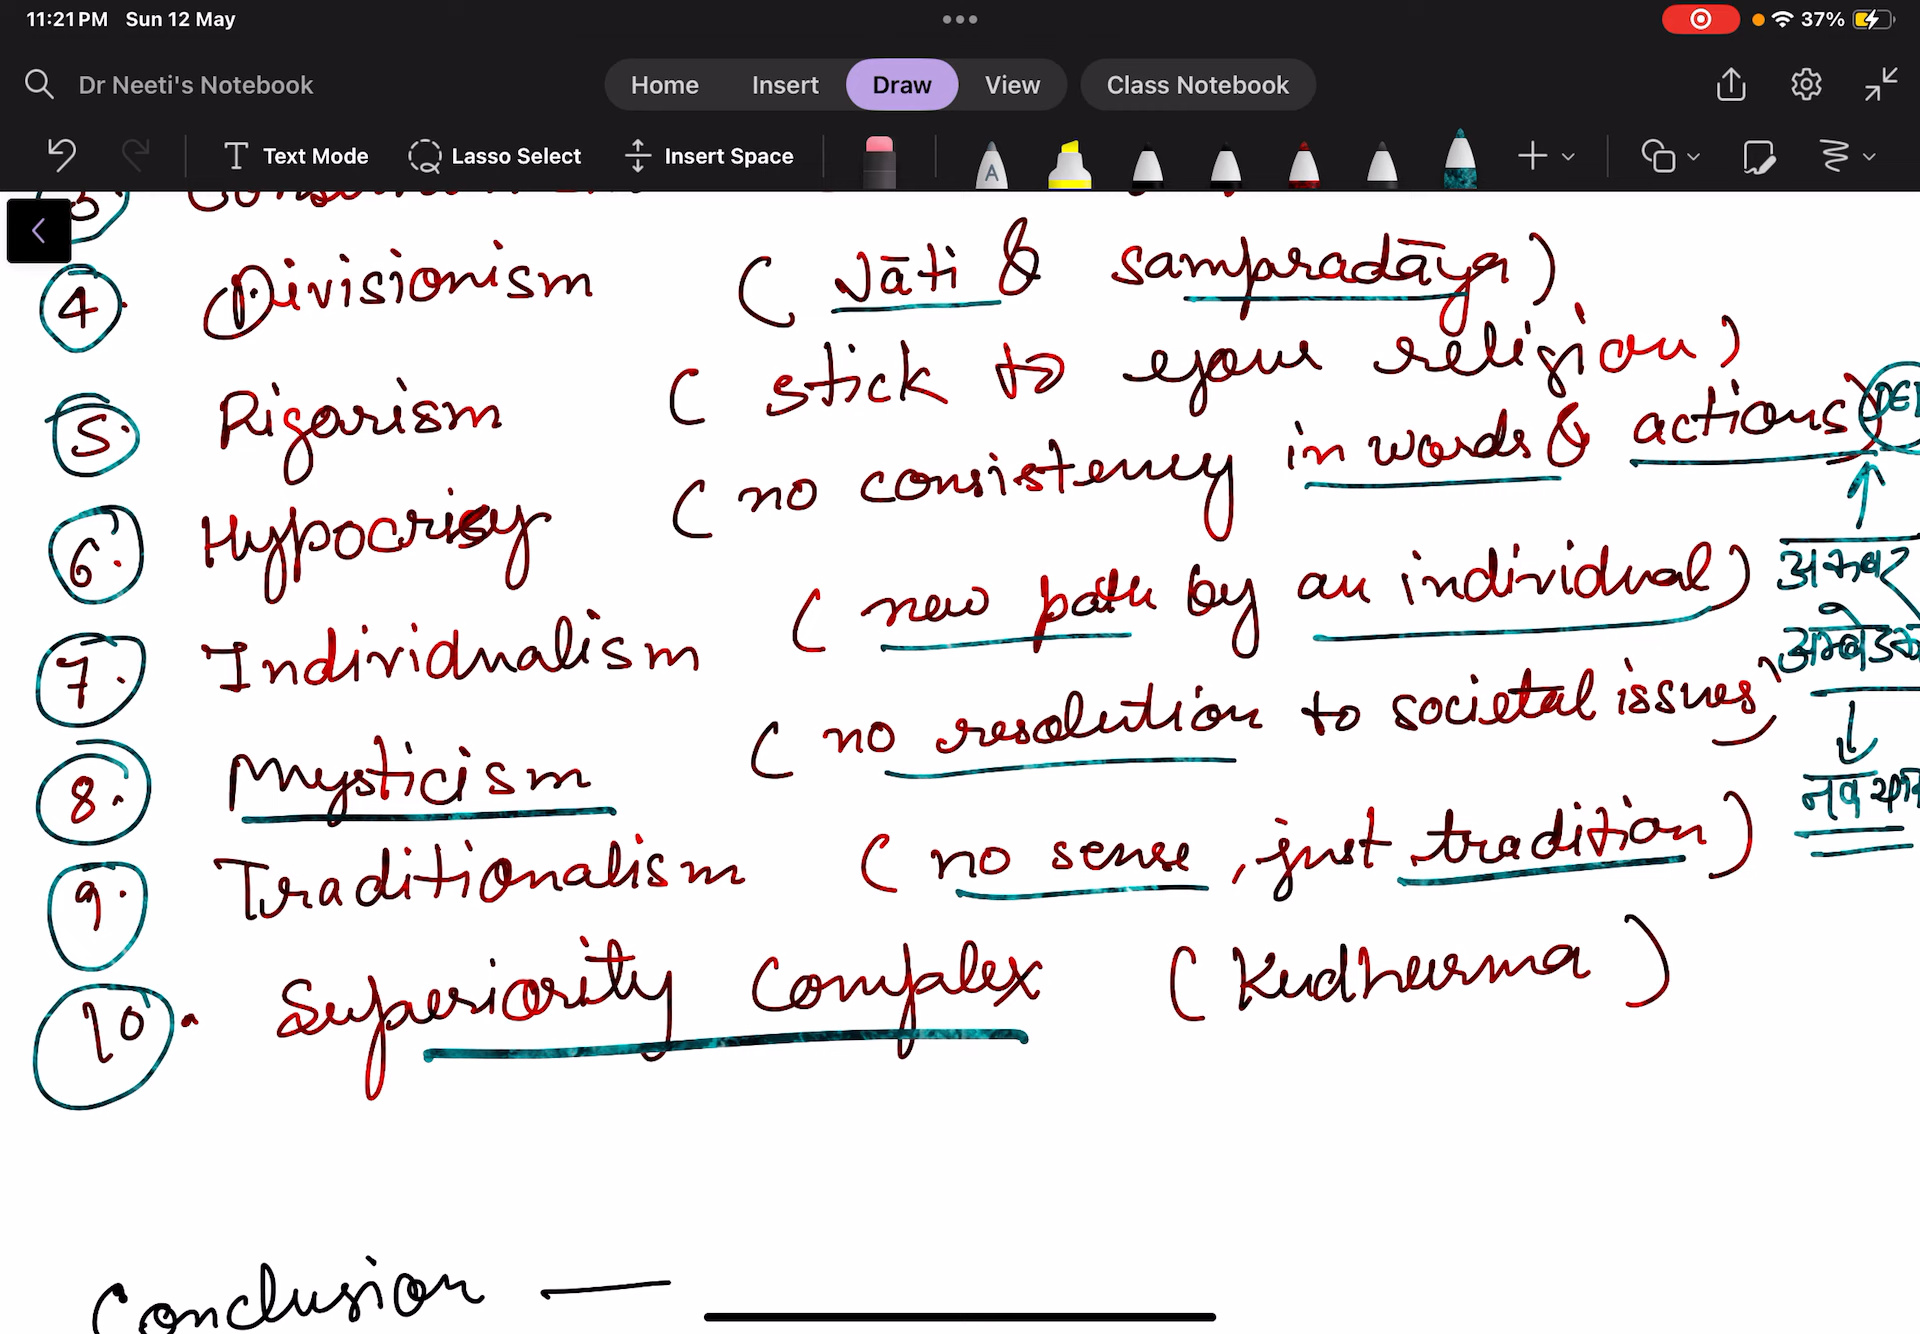 11:21 PM Sun 12 May
37%
Dr Neeti's Notebook
Home Insert Draw View Class Notebook
Text Mode Lasso Select Insert Space
4. Divisionism ( Jāti & sampradāya)
5. Rigorism ( stick to your religion)
6. Hypocrisy ( no consistency in words & actions)
7. Individualism ( new path by an individual)
अकबर
8. Mysticism ( no resolution to societal issues)
9. Traditionalism ( no sense, just tradition)
10. Superiority Complex ( Kudharma )
Conclusion —